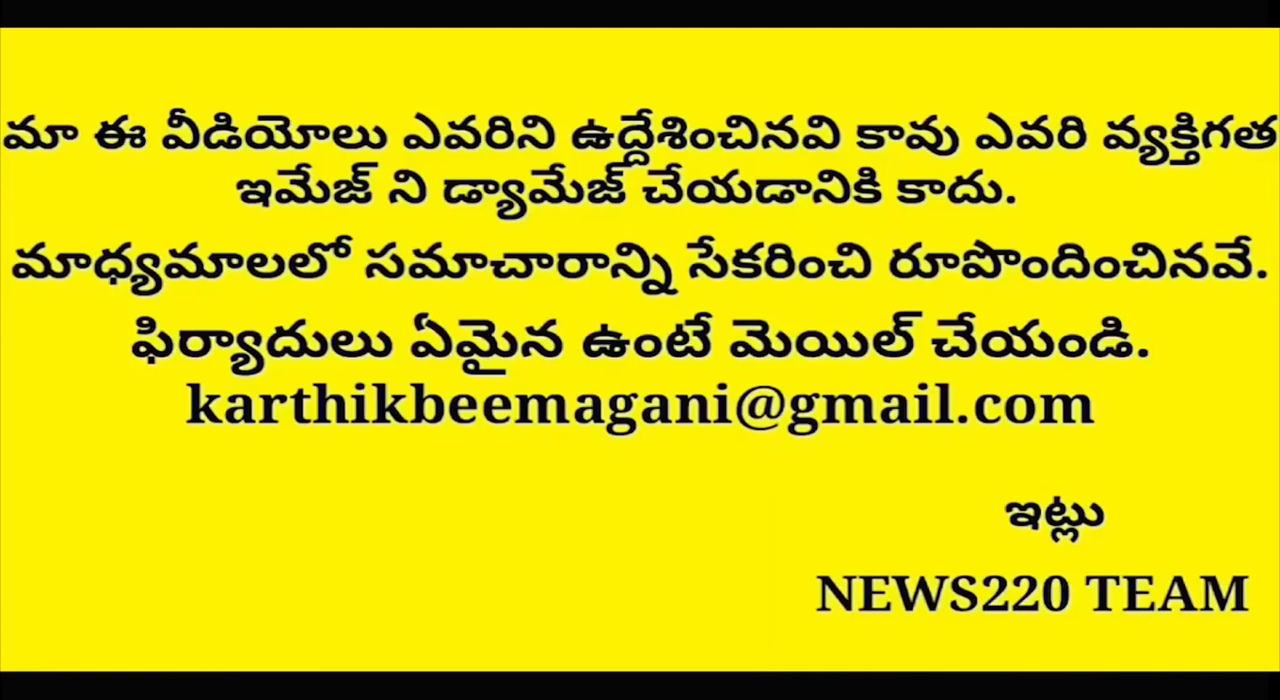 మా ఈ వీడియోలు ఎవరిని ఉద్దేశించినవి కావు ఎవరి వ్యక్తిగత
ఇమేజ్ ని డ్యామేజ్ చేయడానికి కాదు.
మాధ్యమాలలో సమాచారాన్ని సేకరించి రూపొందించినవే.
ఫిర్యాదులు ఏమైన ఉంటే మెయిల్ చేయండి.
karthikbeemagani@gmail.com
ఇట్లు
NEWS220 TEAM